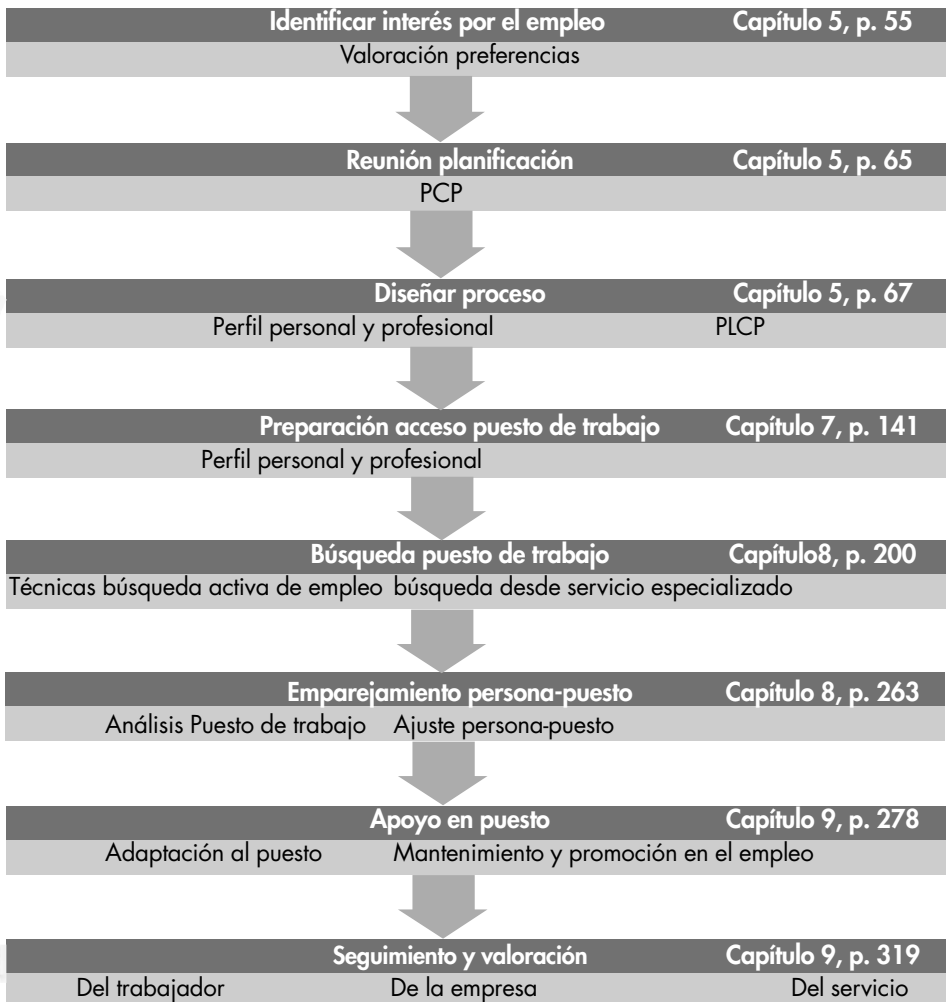 Identificar interés por el empleo Capítulo 5, p. 55
Valoración preferencias
Reunión planificación Capítulo 5, p. 65
PCP
Diseñar proceso Capítulo 5, p. 67
Perfil personal y profesional PLCP
Preparación acceso puesto de trabajo Capítulo 7, p. 141
Perfil personal y profesional
Búsqueda puesto de trabajo Capítulo8, p. 200
Técnicas búsqueda activa de empleo búsqueda desde servicio especializado
Emparejamiento persona-puesto Capítulo 8, p. 263
Análisis Puesto de trabajo Ajuste persona-puesto
Apoyo en puesto Capítulo 9, p. 278
Adaptación al puesto Mantenimiento y promoción en el empleo
Seguimiento y valoración Capítulo 9, p. 319
Del trabajador De la empresa Del servicio